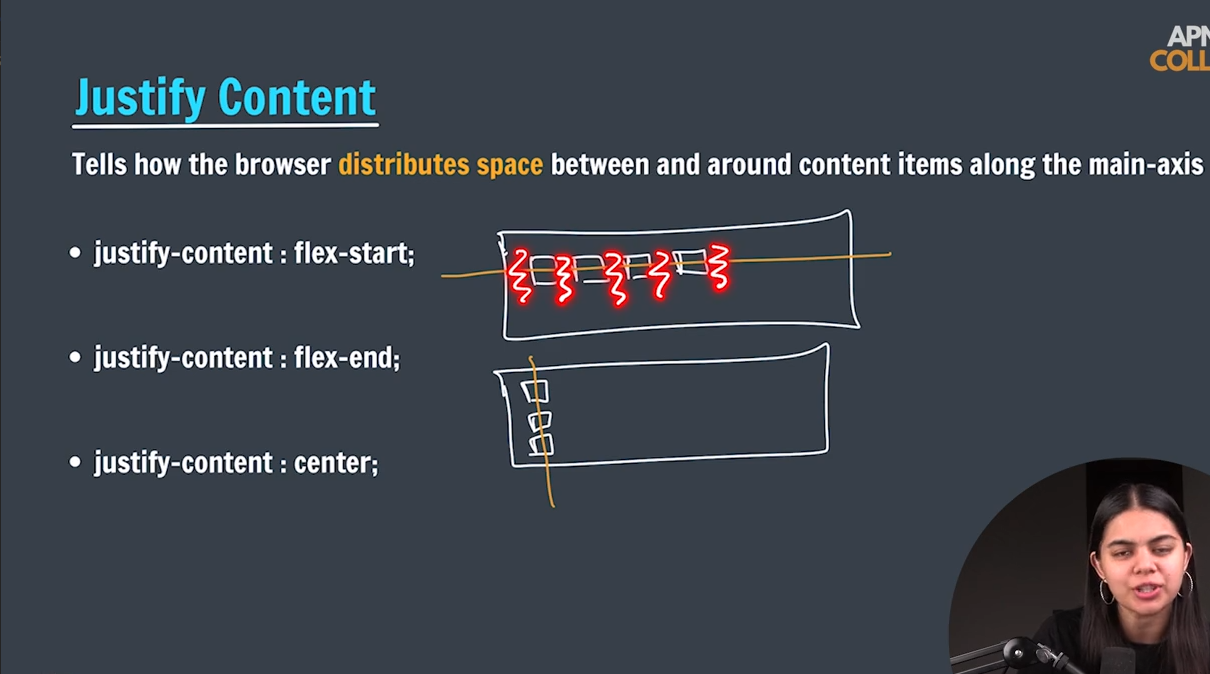 APN
COLL
Justify Content
Tells how the browser distributes space between and around content items along the main-axis
• justify-content : flex-start;
• justify-content : flex-end;
• justify-content : center;